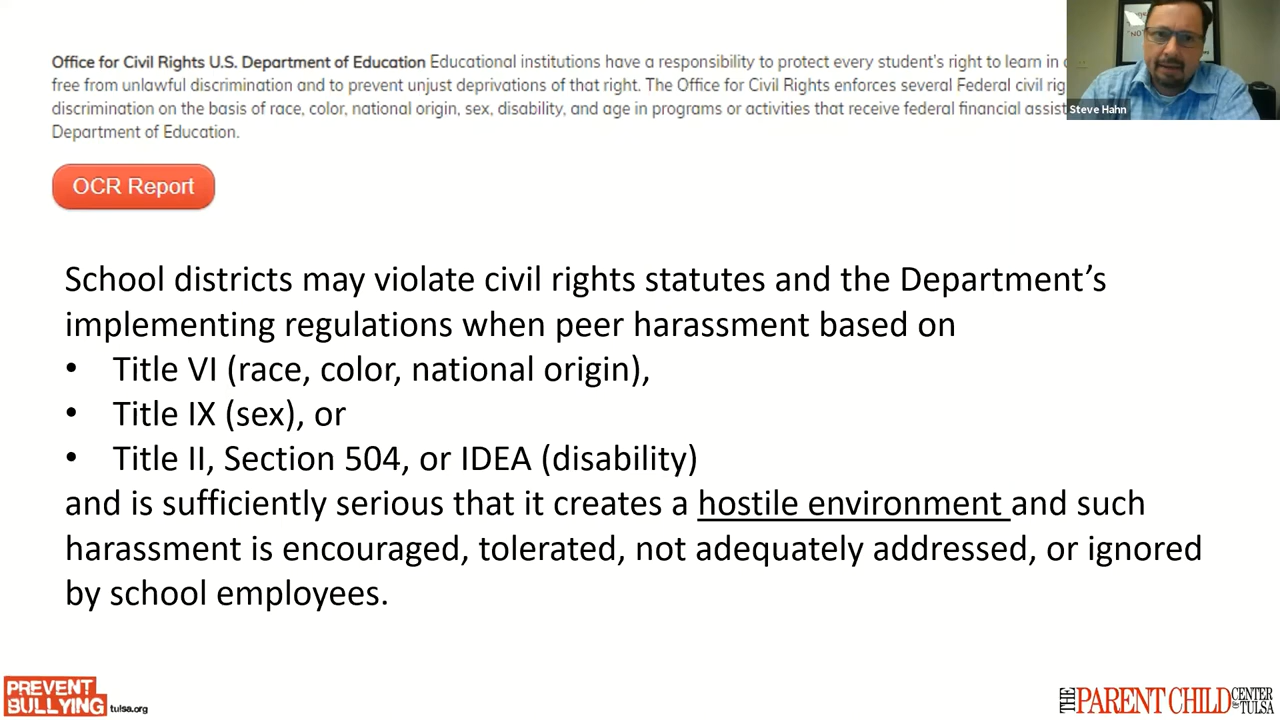 Office for Civil Rights U.S. Department of Education Educational institutions have a responsibility to protect every student's right to learn in
free from unlawful discrimination and to prevent unjust deprivations of that right. The Office for Civil Rights enforces several Federal civil
discrimination on the basis of race, color, national origin, sex, disability, and age in programs or activities that receive federal financial
Department of Education.
Steve Hahn
OCR Report
School districts may violate civil rights statutes and the Department's
implementing regulations when peer harassment based on
• Title VI (race, color, national origin),
• Title IX (sex), or
• Title II, Section 504, or IDEA (disability)
and is sufficiently serious that it creates a hostile environment and such
harassment is encouraged, tolerated, not adequately addressed, or ignored
by school employees.
PREVENT
BULLYING tulsa.org
THE PARENT CHILD CENTER of TULSA